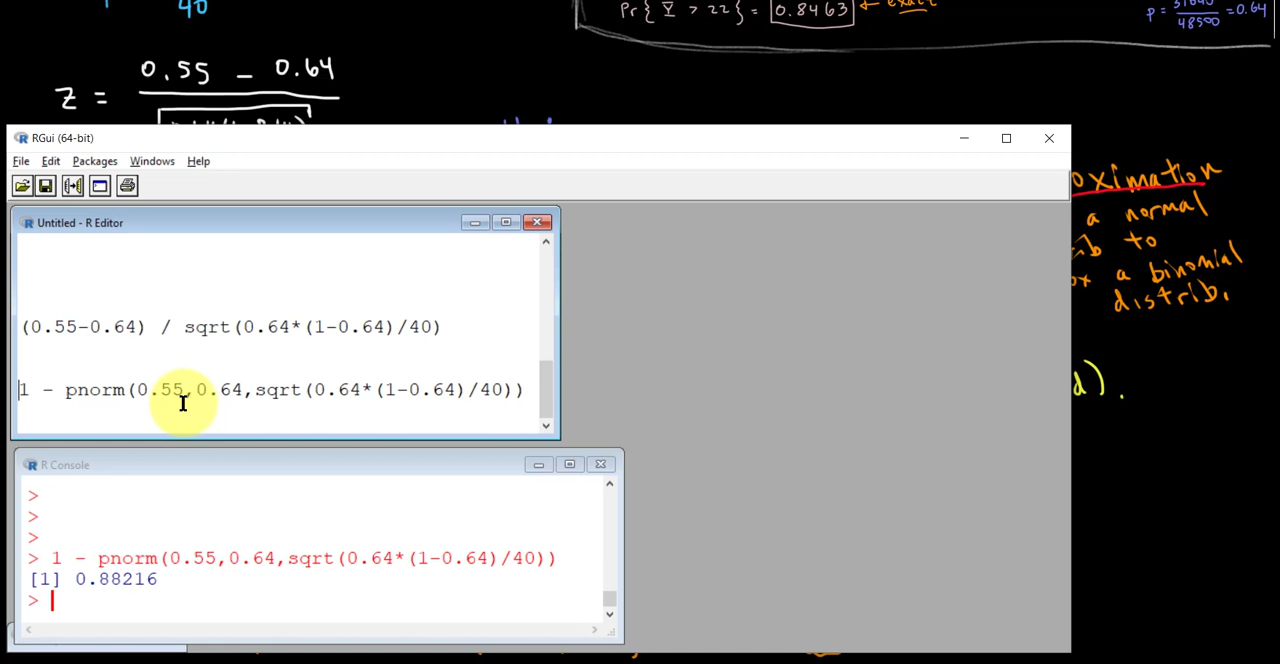 40
Pr{ X > 22 } = 0.8463 ← exact
p = 31040/48500 = 0.64
0.55 - 0.64
Z =
RGui (64-bit)
File Edit Packages Windows Help
oximation
a normal
to
a binomial
distrib.
d).
Untitled - R Editor
(0.55-0.64) / sqrt(0.64*(1-0.64)/40)
1 - pnorm(0.55,0.64,sqrt(0.64*(1-0.64)/40))
R Console
>
>
>
> 1 - pnorm(0.55,0.64,sqrt(0.64*(1-0.64)/40))
[1] 0.88216
>